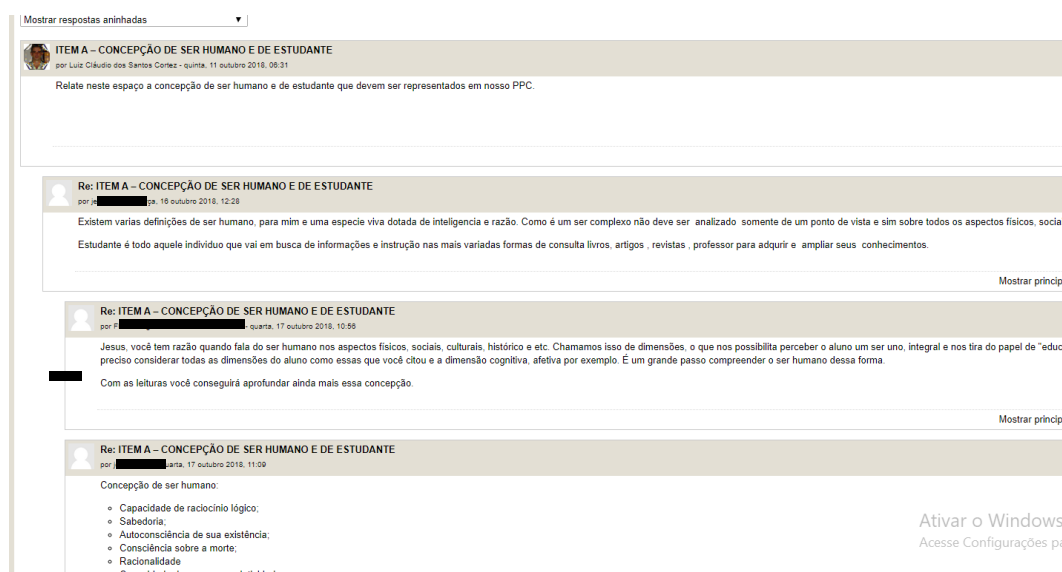 Mostrar respostas aninhadas
ITEM A – CONCEPÇÃO DE SER HUMANO E DE ESTUDANTE
por Luiz Cláudio dos Santos Cortez - quinta, 11 outubro 2018, 06:31
Relate neste espaço a concepção de ser humano e de estudante que devem ser representados em nosso PPC.
Re: ITEM A – CONCEPÇÃO DE SER HUMANO E DE ESTUDANTE
por 16 outubro 2018, 12:28
Existem varias definições de ser humano, para mim e uma especie viva dotada de inteligencia e razão. Como é um ser complexo não deve ser analizado somente de um ponto de vista e sim sobre todos os aspectos físicos,
Estudante é todo aquele individuo que vai em busca de informações e instrução nas mais variadas formas de consulta livros, artigos , revistas , professor para adqurir e ampliar seus conhecimentos.
Mostrar
Re: ITEM A – CONCEPÇÃO DE SER HUMANO E DE ESTUDANTE
por - quarta, 17 outubro 2018, 10:56
Jesus, você tem razão quando fala do ser humano nos aspectos físicos, sociais, culturais, histórico e etc. Chamamos isso de dimensões, o que nos possibilita perceber o aluno um ser uno, integral e nos tira do papel de
preciso considerar todas as dimensões do aluno como essas que você citou e a dimensão cognitiva, afetiva por exemplo. É um grande passo compreender o ser humano dessa forma.
Com as leituras você conseguirá aprofundar ainda mais essa concepção.
Mostrar
Re: ITEM A – CONCEPÇÃO DE SER HUMANO E DE ESTUDANTE
por 17 outubro 2018, 11:09
Concepção de ser humano:
Capacidade de raciocínio lógico;
Sabedoria;
Autoconsciência de sua existência;
Consciência sobre a morte;
Racionalidade
Ativar o Windows
Acesse Configurações